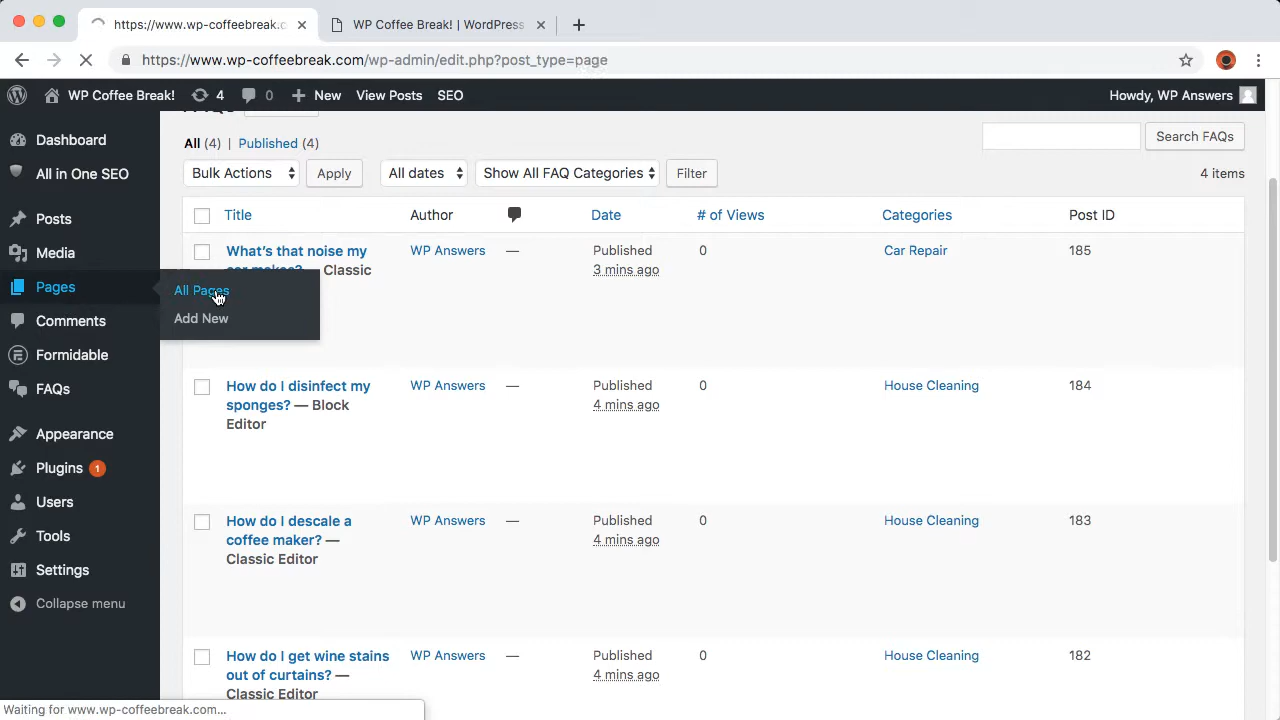 https://www.wp-coffeebreak.c
WP Coffee Break! | WordPress
https://www.wp-coffeebreak.com/wp-admin/edit.php?post_type=page
WP Coffee Break! 4 0 New View Posts SEO Howdy, WP Answers
Dashboard
All in One SEO
Posts
Media
Pages
All Pages
Add New
Comments
Formidable
FAQs
Appearance
Plugins 1
Users
Tools
Settings
Collapse menu
All (4) | Published (4)
Search FAQs
Bulk Actions Apply All dates Show All FAQ Categories Filter 4 items
Title Author Date # of Views Categories Post ID
What's that noise my WP Answers — Published 0 Car Repair 185
car makes? Classic 3 mins ago
How do I disinfect my WP Answers — Published 0 House Cleaning 184
sponges? — Block 4 mins ago
Editor
How do I descale a WP Answers — Published 0 House Cleaning 183
coffee maker? — 4 mins ago
Classic Editor
How do I get wine stains WP Answers — Published 0 House Cleaning 182
out of curtains? — 4 mins ago
Classic Editor
Waiting for www.wp-coffeebreak.com...